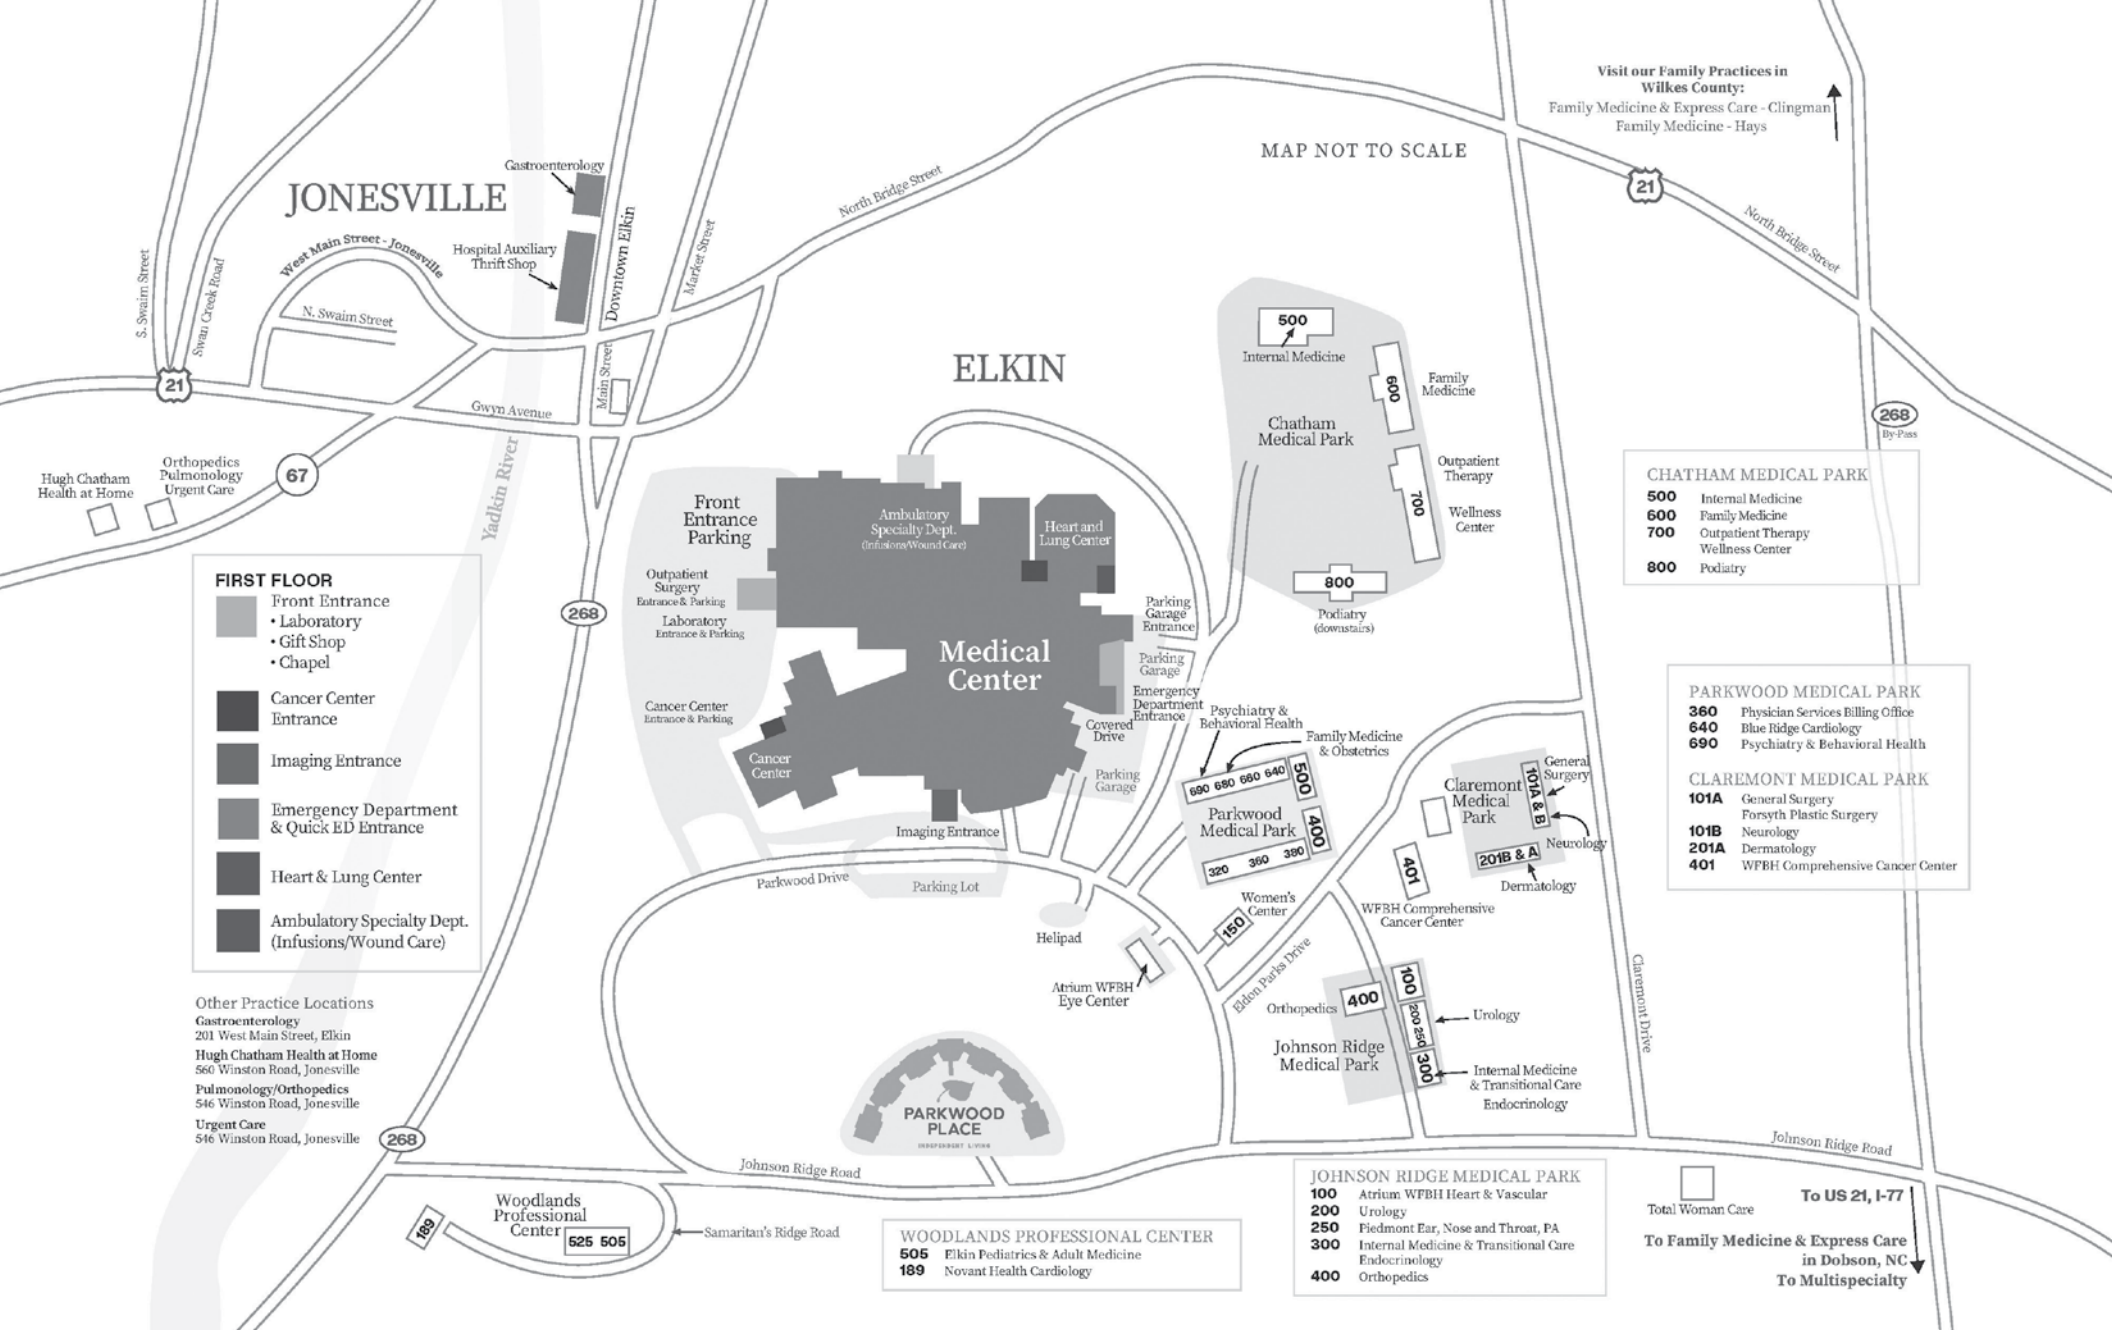 Visit our Family Practices in
Wilkes County:
Family Medicine & Express Care - Clingman
Family Medicine - Hays
MAP NOT TO SCALE
Gastroenterology
JONESVILLE
Hospital Auxiliary
Thrift Shop
West Main Street - Jonesville
N. Swaim Street
S. Swaim Street
Swan Creek Road
Downtown Elkin
Market Street
North Bridge Street
21
North Bridge Street
21
Main Street
Gwyn Avenue
Yadkin River
67
Hugh Chatham
Health at Home
Orthopedics
Pulmonology
Urgent Care
268
By-Pass
ELKIN
500
Internal Medicine
600
Family
Medicine
Chatham
Medical Park
Outpatient
Therapy
700
Wellness
Center
800
Podiatry
(downstairs)
CHATHAM MEDICAL PARK
500 Internal Medicine
600 Family Medicine
700 Outpatient Therapy
Wellness Center
800 Podiatry
FIRST FLOOR
Front Entrance
• Laboratory
• Gift Shop
• Chapel
Cancer Center
Entrance
Imaging Entrance
Emergency Department
& Quick ED Entrance
Heart & Lung Center
Ambulatory Specialty Dept.
(Infusions/Wound Care)
268
Front
Entrance
Parking
Ambulatory
Specialty Dept.
(Infusions/Wound Care)
Heart and
Lung Center
Outpatient
Surgery
Entrance & Parking
Laboratory
Entrance & Parking
Medical
Center
Parking
Garage
Entrance
Parking
Garage
Emergency
Department
Entrance
Covered
Drive
Parking
Garage
Cancer Center
Entrance & Parking
Cancer
Center
Imaging Entrance
Parkwood Drive
Parking Lot
Helipad
Atrium WFBH
Eye Center
Psychiatry &
Behavioral Health
Family Medicine
& Obstetrics
690 680 660 640
500
Parkwood
Medical Park
400
320 360 380
Women's
Center
150
Eldon Parks Drive
Claremont
Medical
Park
General
Surgery
101A & B
Neurology
201B & A
Dermatology
401
WFBH Comprehensive
Cancer Center
Claremont Drive
PARKWOOD MEDICAL PARK
360 Physician Services Billing Office
640 Blue Ridge Cardiology
690 Psychiatry & Behavioral Health
CLAREMONT MEDICAL PARK
101A General Surgery
Forsyth Plastic Surgery
101B Neurology
201A Dermatology
401 WFBH Comprehensive Cancer Center
Orthopedics
400
100
200 250
Urology
300
Johnson Ridge
Medical Park
Internal Medicine
& Transitional Care
Endocrinology
PARKWOOD
PLACE
INDEPENDENT LIVING
Other Practice Locations
Gastroenterology
201 West Main Street, Elkin
Hugh Chatham Health at Home
560 Winston Road, Jonesville
Pulmonology/Orthopedics
546 Winston Road, Jonesville
Urgent Care
546 Winston Road, Jonesville
268
Johnson Ridge Road
Johnson Ridge Road
Woodlands
Professional
Center
189
525 505
Samaritan's Ridge Road
WOODLANDS PROFESSIONAL CENTER
505 Elkin Pediatrics & Adult Medicine
189 Novant Health Cardiology
JOHNSON RIDGE MEDICAL PARK
100 Atrium WFBH Heart & Vascular
200 Urology
250 Piedmont Ear, Nose and Throat, PA
300 Internal Medicine & Transitional Care
Endocrinology
400 Orthopedics
Total Woman Care
To US 21, I-77
To Family Medicine & Express Care
in Dobson, NC
To Multispecialty